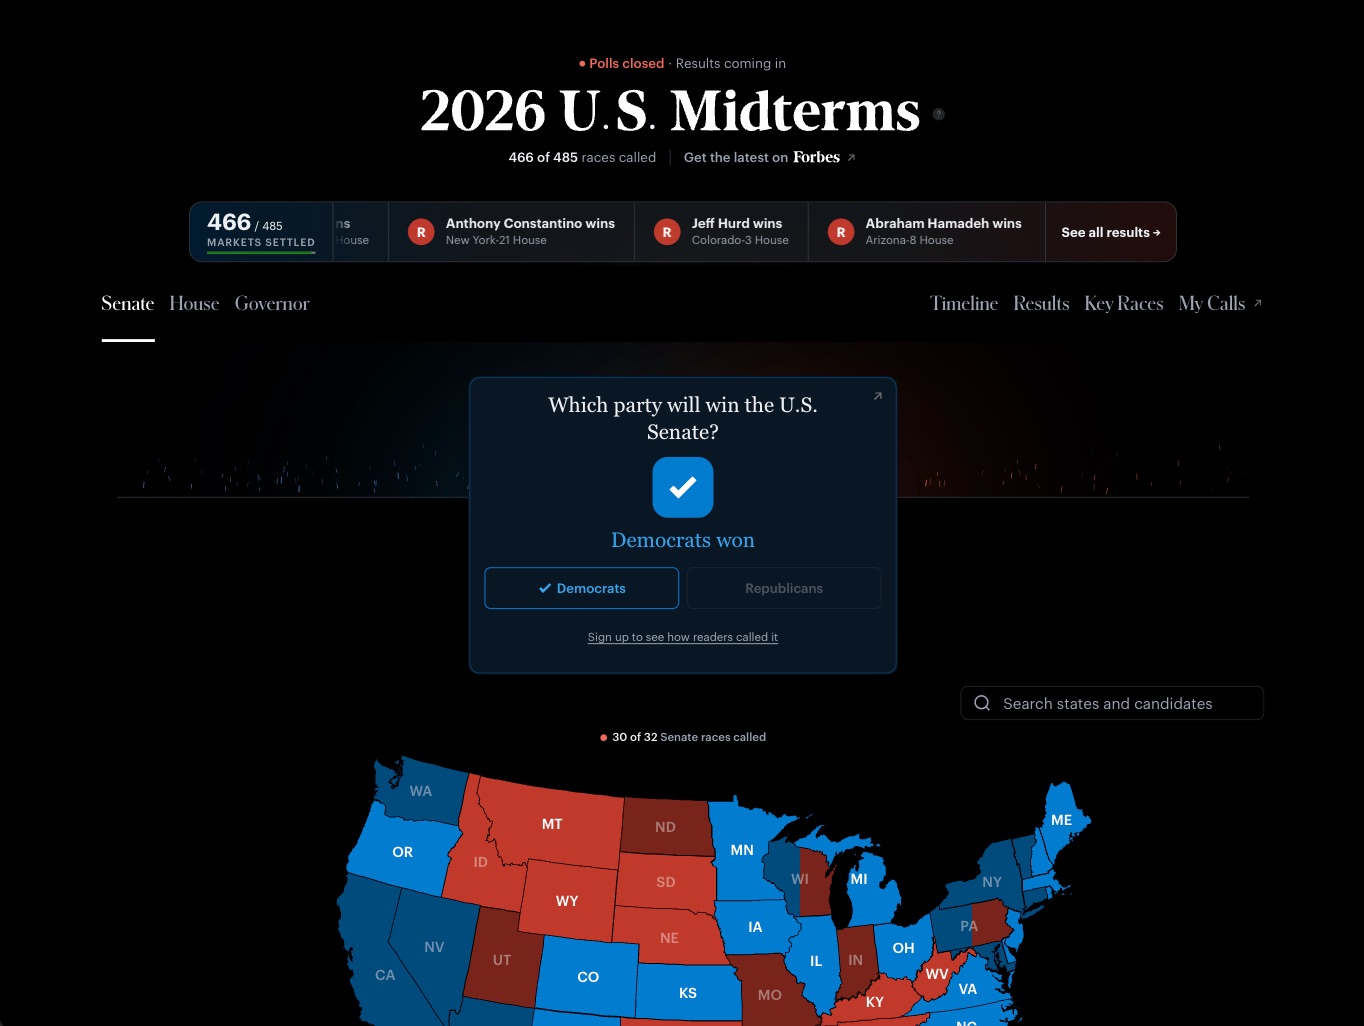 Polls closed · Results coming in
2026 U.S. Midterms ?
466 of 485 races called | Get the latest on Forbes ↗
466 / 485
MARKETS SETTLED
ns
House
R Anthony Constantino wins
New York-21 House
R Jeff Hurd wins
Colorado-3 House
R Abraham Hamadeh wins
Arizona-8 House
See all results →
Senate House Governor
Timeline Results Key Races My Calls ↗
Which party will win the U.S.
Senate?
Democrats won
Democrats
Republicans
Sign up to see how readers called it
Search states and candidates
30 of 32 Senate races called
WA
MT
ND
ME
OR
ID
MN
SD
WI
MI
NY
WY
IA
PA
NE
NV
OH
UT
IL
IN
CA
CO
WV
KS
MO
VA
KY
NC